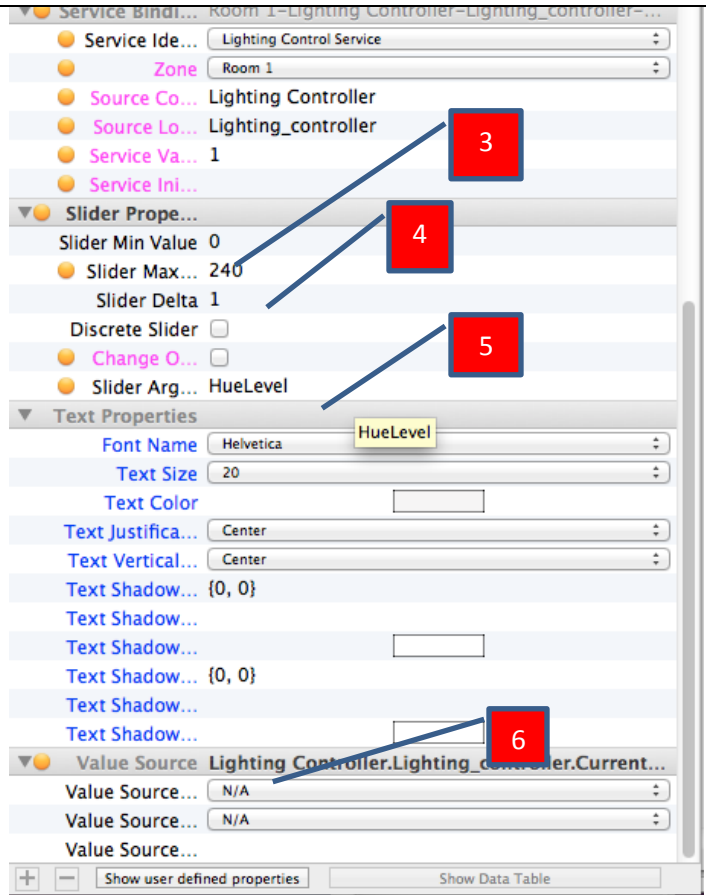 Service Bindi... Room 1-Lighting Controller-Lighting_controller-...
Service Ide... Lighting Control Service
Zone Room 1
Source Co... Lighting Controller
Source Lo... Lighting_controller
3
Service Va... 1
Service Ini...
Slider Prope...
4
Slider Min Value 0
Slider Max... 240
Slider Delta 1
Discrete Slider
5
Change O...
Slider Arg... HueLevel
Text Properties
HueLevel
Font Name Helvetica
Text Size 20
Text Color
Text Justifica... Center
Text Vertical... Center
Text Shadow... {0, 0}
Text Shadow...
Text Shadow...
Text Shadow... {0, 0}
Text Shadow...
Text Shadow...
6
Value Source Lighting Controller.Lighting_controller.Current...
Value Source... N/A
Value Source... N/A
Value Source...
+ − Show user defined properties Show Data Table